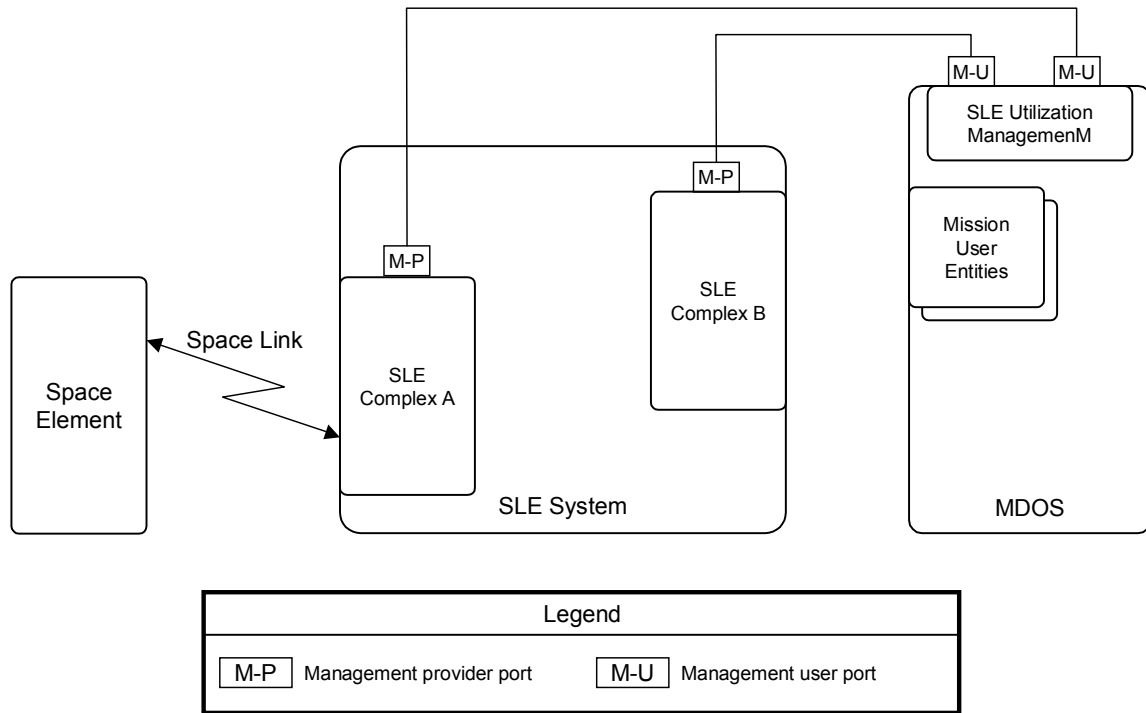 M-U
M-U
SLE Utilization
ManagemenM
M-P
Mission
User
Entities
M-P
SLE
Complex B
Space Link
SLE
Complex A
Space
Element
SLE System
MDOS
Legend
M-P Management provider port
M-U Management user port